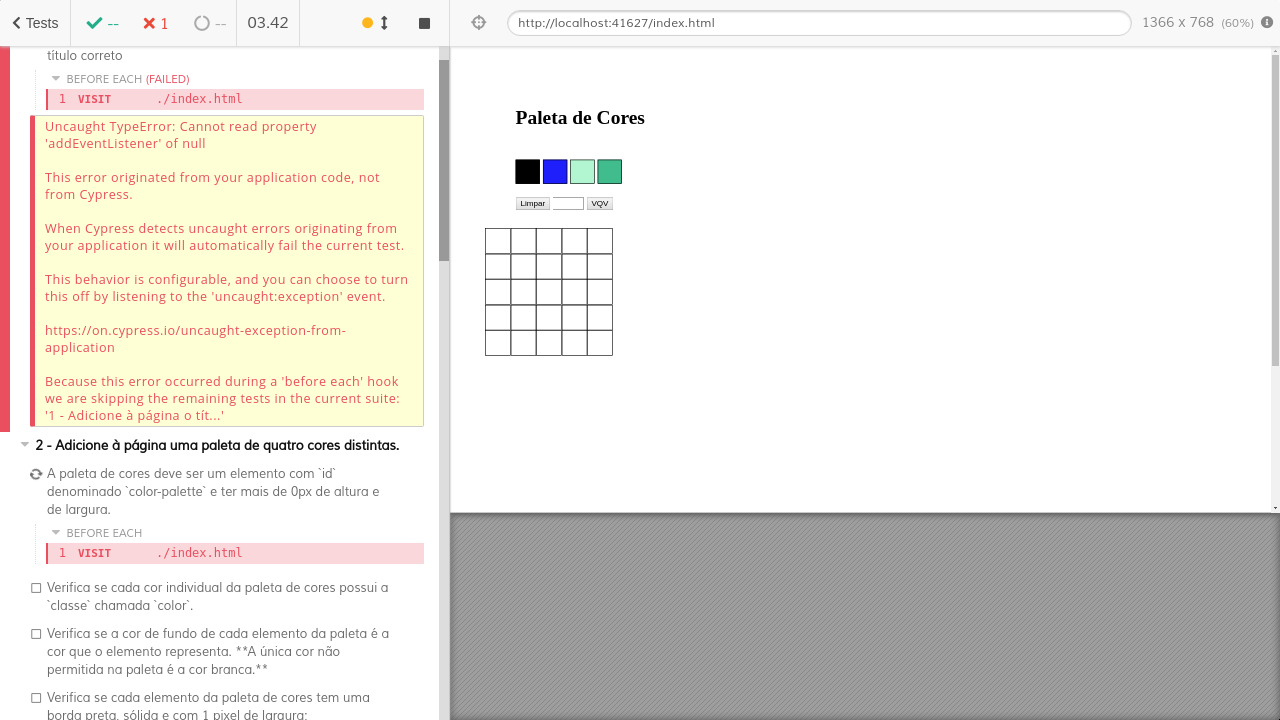 Tests
--
1
--
03.42
http://localhost:41627/index.html
1366 x 768 (60%)
título correto
BEFORE EACH (FAILED)
1 VISIT ./index.html
Uncaught TypeError: Cannot read property
'addEventListener' of null
This error originated from your application code, not
from Cypress.
When Cypress detects uncaught errors originating from
your application it will automatically fail the current test.
This behavior is configurable, and you can choose to turn
this off by listening to the 'uncaught:exception' event.
https://on.cypress.io/uncaught-exception-from-
application
Because this error occurred during a 'before each' hook
we are skipping the remaining tests in the current suite:
'1 - Adicione à página o tít...'
2 - Adicione à página uma paleta de quatro cores distintas.
A paleta de cores deve ser um elemento com `id`
denominado `color-palette` e ter mais de 0px de altura e
de largura.
BEFORE EACH
1 VISIT ./index.html
Verifica se cada cor individual da paleta de cores possui a
`classe` chamada `color`.
Verifica se a cor de fundo de cada elemento da paleta é a
cor que o elemento representa. **A única cor não
permitida na paleta é a cor branca.**
Verifica se cada elemento da paleta de cores tem uma
borda preta, sólida e com 1 pixel de largura;
Paleta de Cores
Limpar
VQV